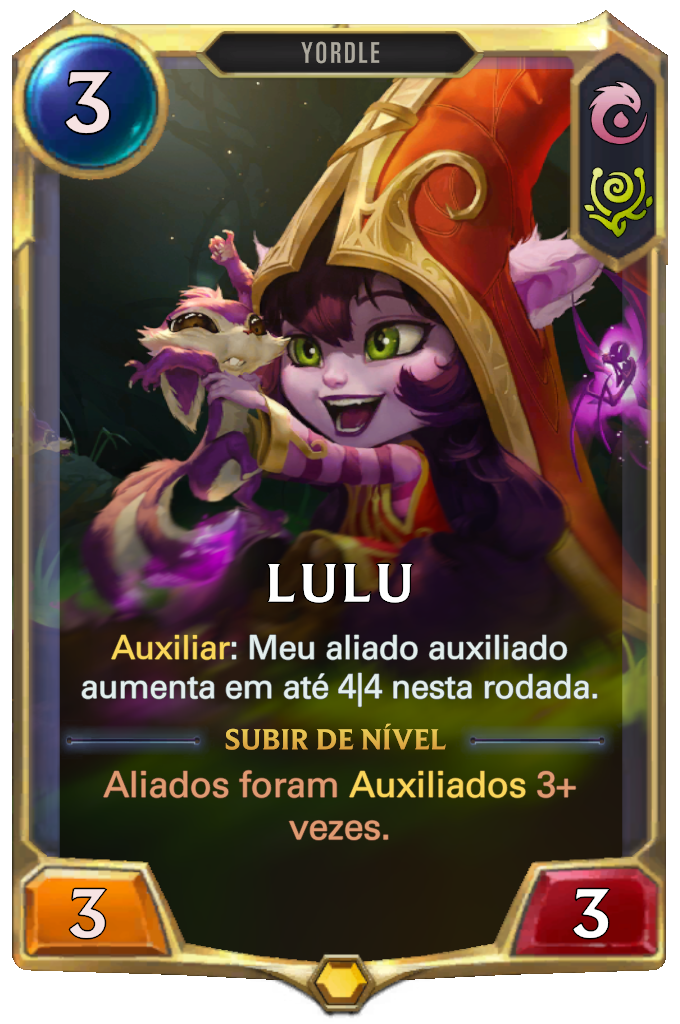 3
YORDLE
LULU
Auxiliar: Meu aliado auxiliado
aumenta em até 4|4 nesta rodada.
SUBIR DE NÍVEL
Aliados foram Auxiliados 3+
vezes.
3
3